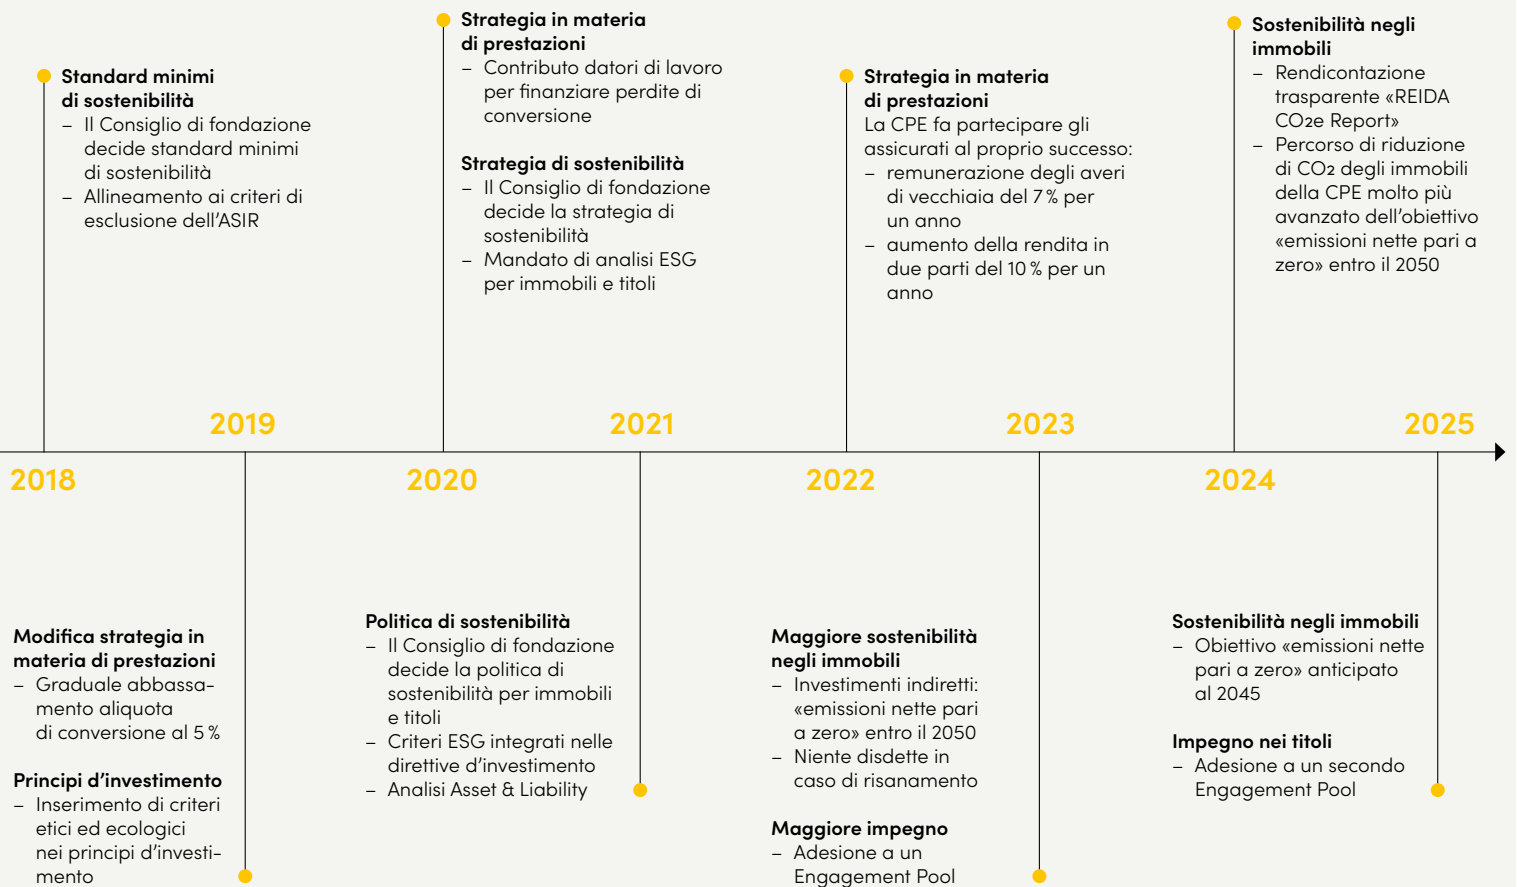 Standard minimi
di sostenibilità
– Il Consiglio di fondazione
decide standard minimi
di sostenibilità
– Allineamento ai criteri di
esclusione dell’ASIR
Strategia in materia
di prestazioni
– Contributo datori di lavoro
per finanziare perdite di
conversione
Strategia di sostenibilità
– Il Consiglio di fondazione
decide la strategia di
sostenibilità
– Mandato di analisi ESG
per immobili e titoli
Strategia in materia
di prestazioni
La CPE fa partecipare gli
assicurati al proprio successo:
– remunerazione degli averi
di vecchiaia del 7 % per
un anno
– aumento della rendita in
due parti del 10 % per un
anno
Sostenibilità negli
immobili
– Rendicontazione
trasparente «REIDA
CO2e Report»
– Percorso di riduzione
di CO2 degli immobili
della CPE molto più
avanzato dell’obiettivo
«emissioni nette pari a
zero» entro il 2050
2019
2021
2023
2025
2018
2020
2022
2024
Modifica strategia in
materia di prestazioni
– Graduale abbassa-
mento aliquota
di conversione al 5 %
Principi d’investimento
– Inserimento di criteri
etici ed ecologici
nei principi d’investi-
mento
Politica di sostenibilità
– Il Consiglio di fondazione
decide la politica di
sostenibilità per immobili
e titoli
– Criteri ESG integrati nelle
direttive d’investimento
– Analisi Asset & Liability
Maggiore sostenibilità
negli immobili
– Investimenti indiretti:
«emissioni nette pari
a zero» entro il 2050
– Niente disdette in
caso di risanamento
Maggiore impegno
– Adesione a un
Engagement Pool
Sostenibilità negli immobili
– Obiettivo «emissioni nette
pari a zero» anticipato
al 2045
Impegno nei titoli
– Adesione a un secondo
Engagement Pool